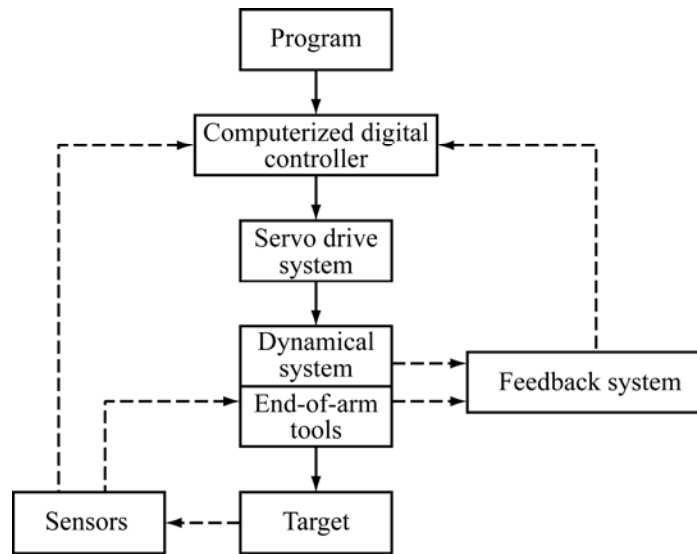 Program
Computerized digital
controller
Servo drive
system
Dynamical
system
Feedback system
End-of-arm
tools
Sensors
Target